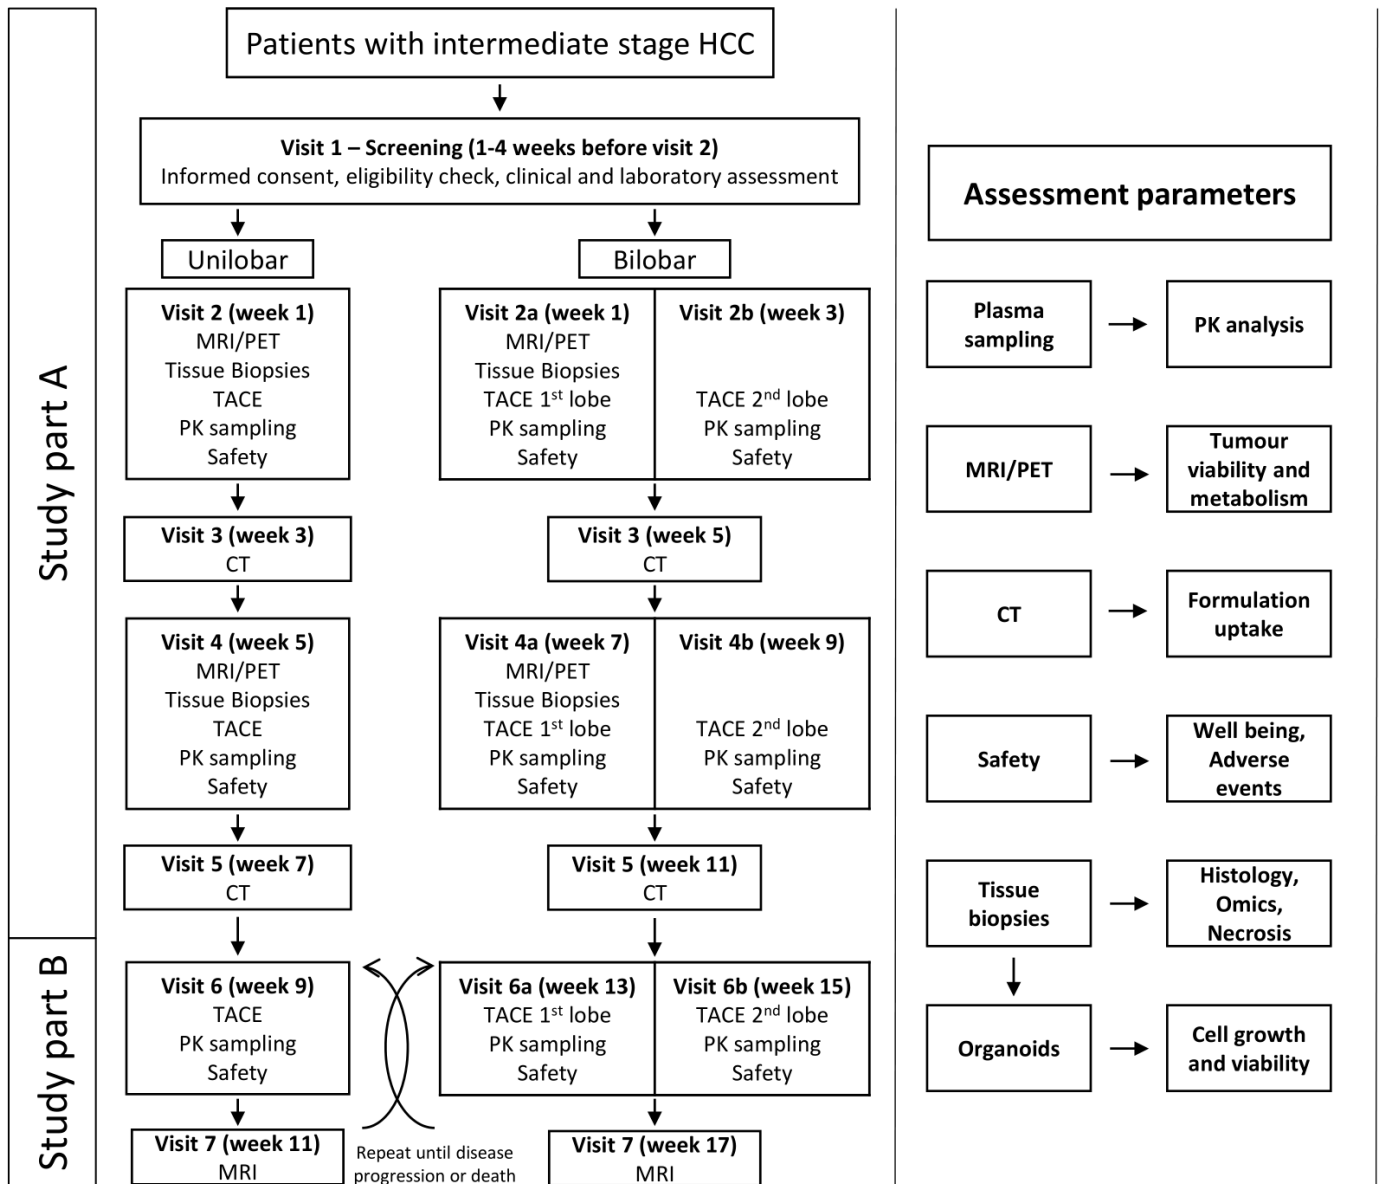 Patients with intermediate stage HCC
Visit 1 – Screening (1-4 weeks before visit 2)
Informed consent, eligibility check, clinical and laboratory assessment
Study part A
Unilobar
Visit 2 (week 1)
MRI/PET
Tissue Biopsies
TACE
PK sampling
Safety
Visit 3 (week 3)
CT
Visit 4 (week 5)
MRI/PET
Tissue Biopsies
TACE
PK sampling
Safety
Visit 5 (week 7)
CT
Bilobar
Visit 2a (week 1)
MRI/PET
Tissue Biopsies
TACE 1st lobe
PK sampling
Safety
Visit 2b (week 3)
TACE 2nd lobe
PK sampling
Safety
Visit 3 (week 5)
CT
Visit 4a (week 7)
MRI/PET
Tissue Biopsies
TACE 1st lobe
PK sampling
Safety
Visit 4b (week 9)
TACE 2nd lobe
PK sampling
Safety
Visit 5 (week 11)
CT
Study part B
Visit 6 (week 9)
TACE
PK sampling
Safety
Visit 7 (week 11)
MRI
Repeat until disease
progression or death
Visit 6a (week 13)
TACE 1st lobe
PK sampling
Safety
Visit 6b (week 15)
TACE 2nd lobe
PK sampling
Safety
Visit 7 (week 17)
MRI
Assessment parameters
Plasma
sampling
PK analysis
MRI/PET
Tumour
viability and
metabolism
CT
Formulation
uptake
Safety
Well being,
Adverse
events
Tissue
biopsies
Histology,
Omics,
Necrosis
Organoids
Cell growth
and viability